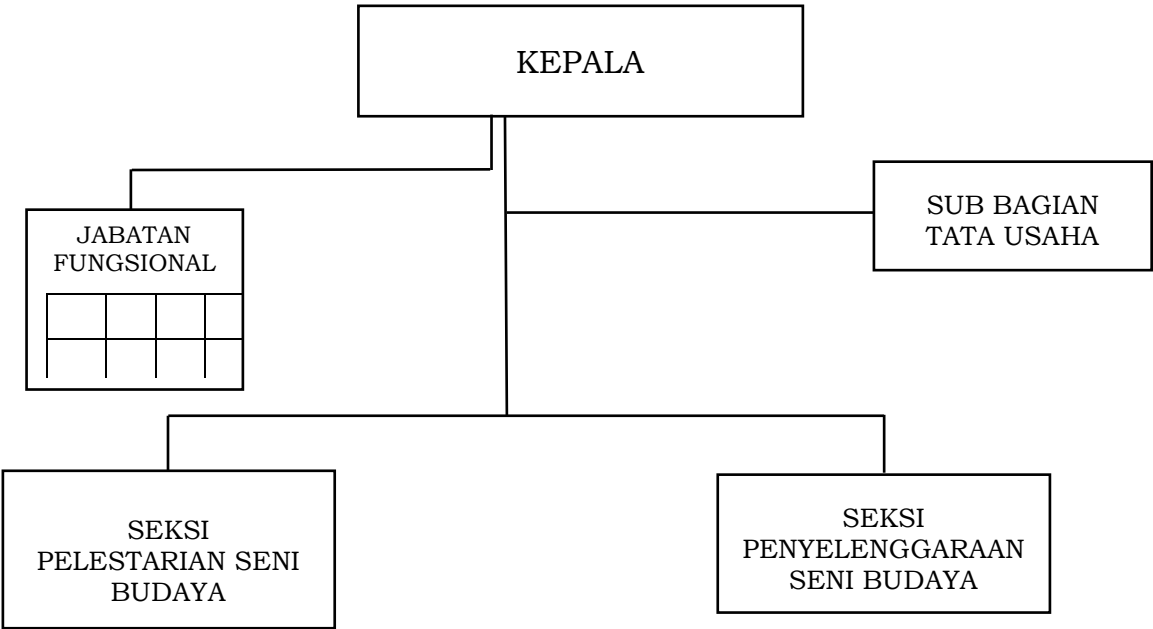 KEPALA
SUB BAGIAN
TATA USAHA
JABATAN
FUNGSIONAL
SEKSI
PELESTARIAN SENI
BUDAYA
SEKSI
PENYELENGGARAAN
SENI BUDAYA